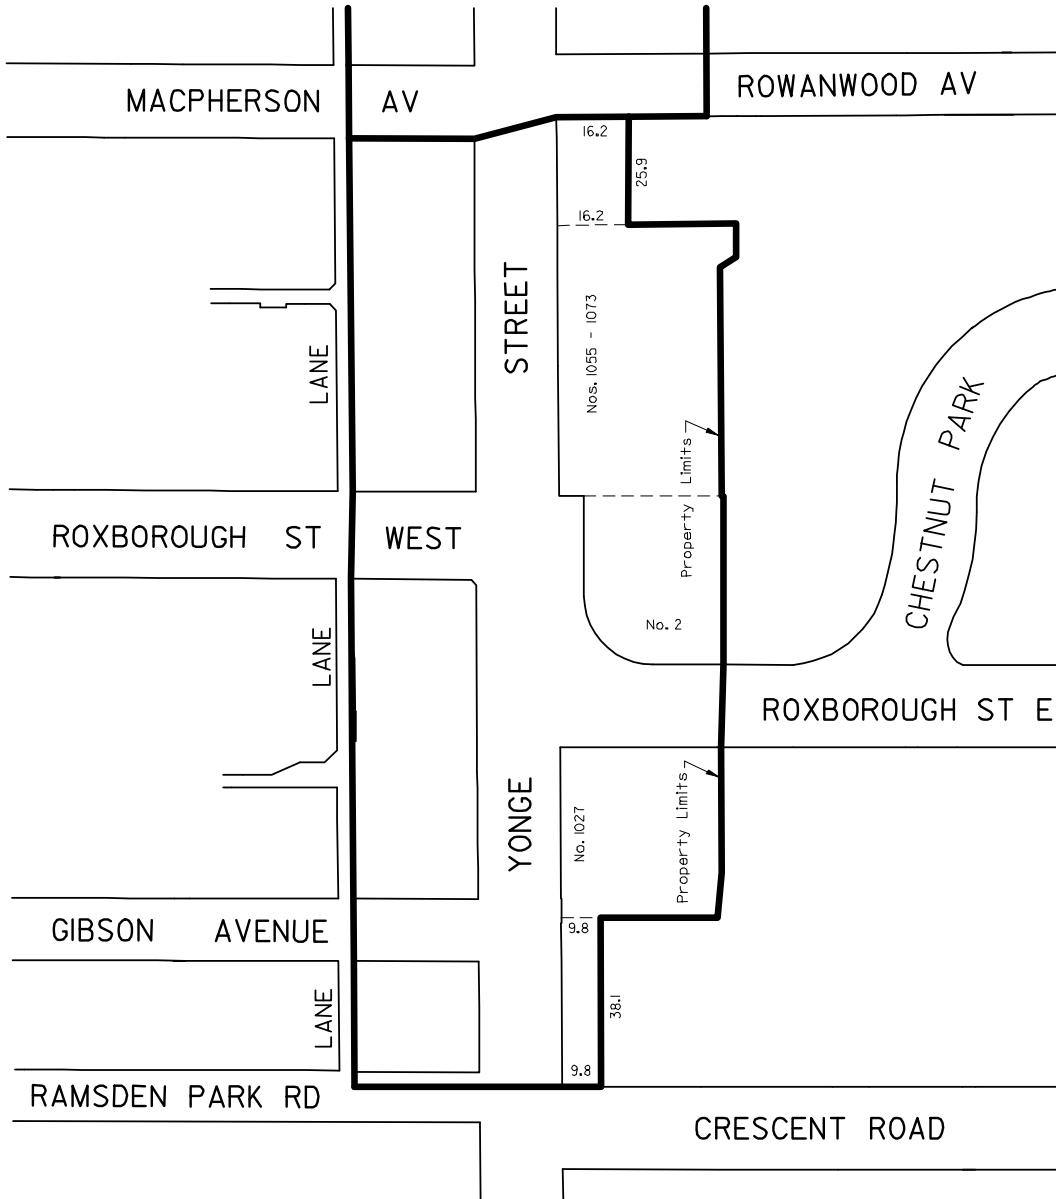 MACPHERSON AV
ROWANWOOD AV
16.2
25.9
16.2
STREET
Nos. 1055 - 1073
LANE
CHESTNUT PARK
Property Limits
ROXBOROUGH ST WEST
No. 2
LANE
ROXBOROUGH ST E
YONGE
No. 1027
Property Limits
GIBSON AVENUE
9.8
LANE
38.1
9.8
RAMSDEN PARK RD
CRESCENT ROAD